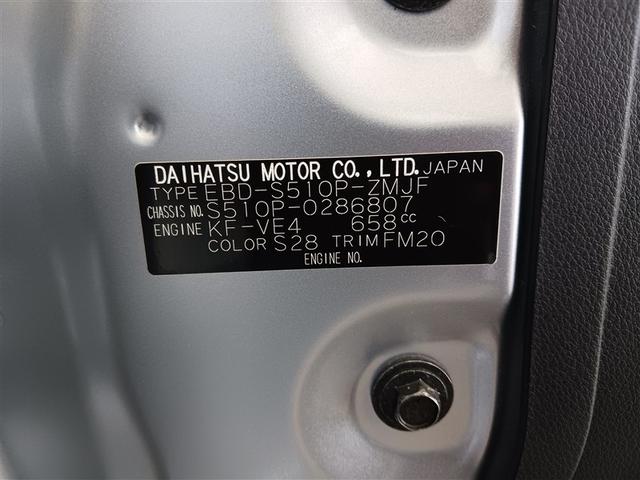 DAIHATSU MOTOR CO.,LTD. JAPAN
TYPE EBD-S510P-ZMJF
CHASSIS NO. S510P-0286807
ENGINE KF-VE4 658cc
COLOR S28 TRIM FM20
ENGINE NO.